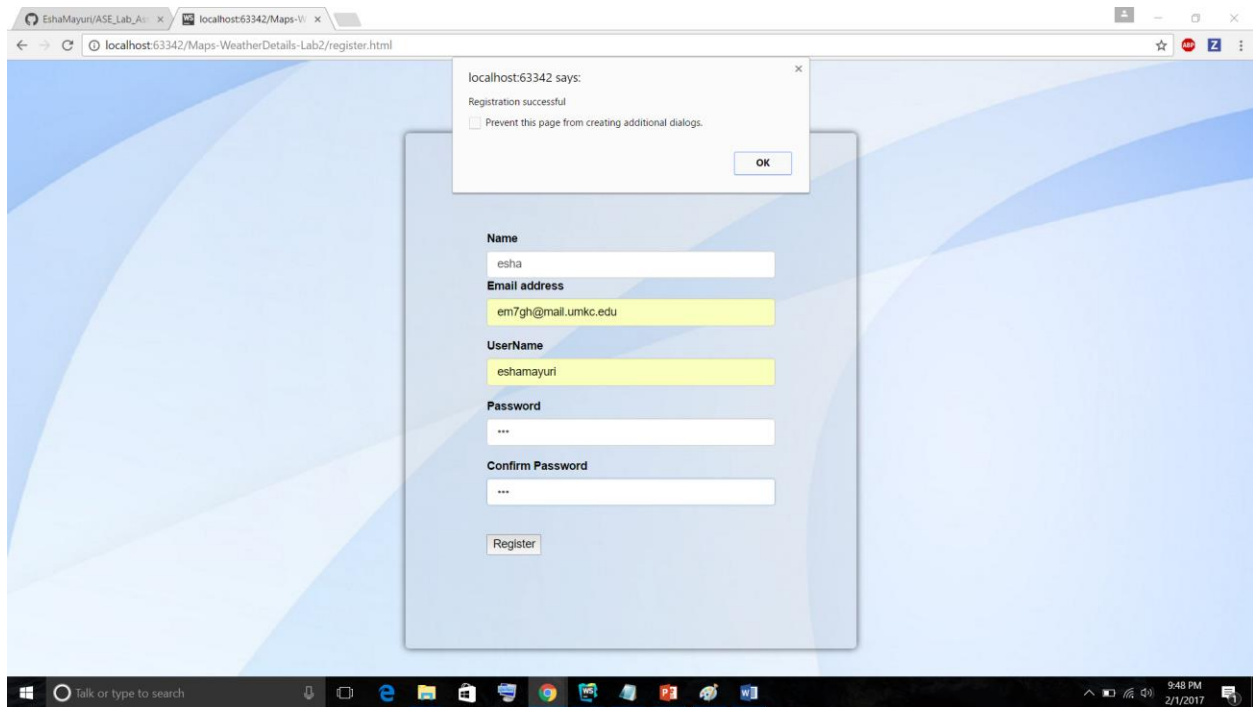 EshaMayuri/ASE_Lab_As
localhost:63342/Maps-W
localhost:63342/Maps-WeatherDetails-Lab2/register.html
ABP
Z
localhost:63342 says:
Registration successful
Prevent this page from creating additional dialogs.
OK
Name
esha
Email address
em7gh@mail.umkc.edu
UserName
eshamayuri
Password
•••
Confirm Password
•••
Register
Talk or type to search
9:48 PM
2/1/2017